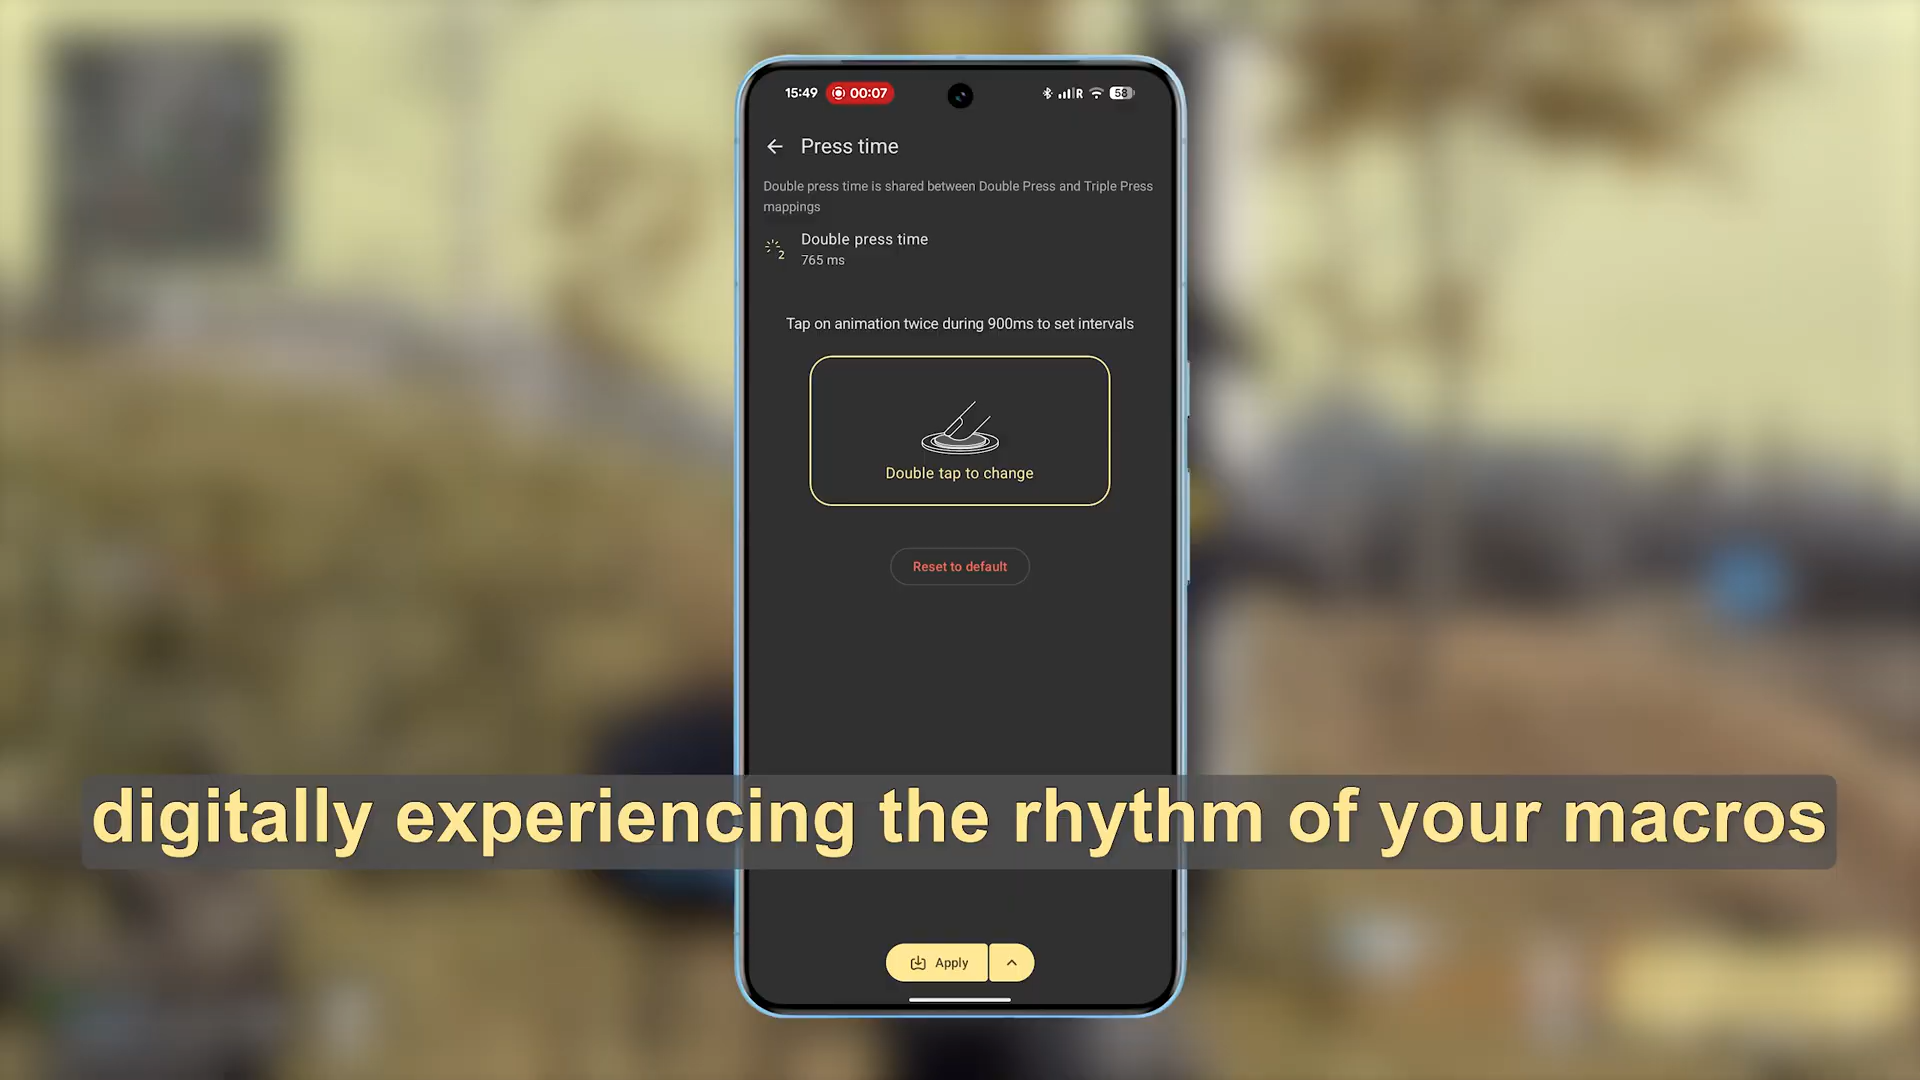 15:49 00:07 R 58
Press time
Double press time is shared between Double Press and Triple Press
mappings
2
Double press time
765 ms
Tap on animation twice during 900ms to set intervals
Double tap to change
Reset to default
digitally experiencing the rhythm of your macros
Apply